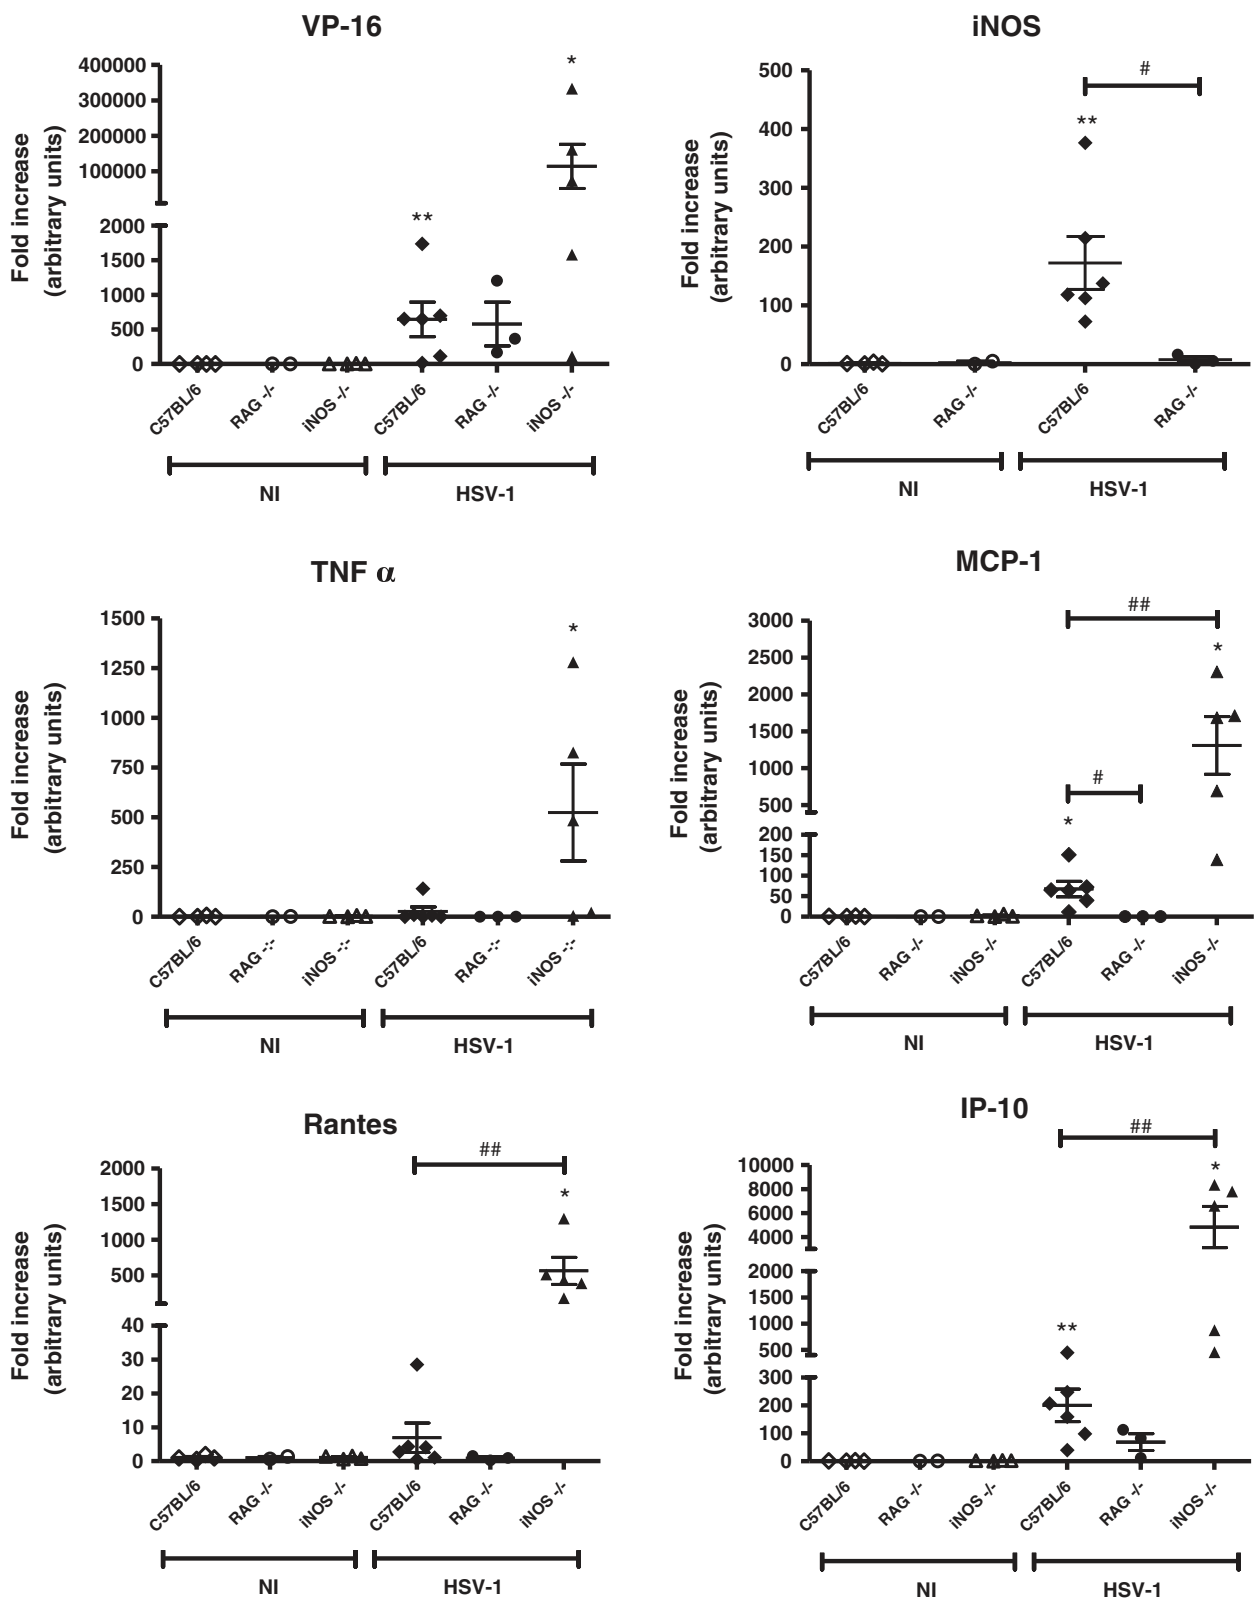 VP-16
Fold increase
(arbitrary units)
400000
300000
200000
100000
2000
1500
1000
500
0
**
*
C57BL/6
RAG -/-
iNOS -/-
C57BL/6
RAG -/-
iNOS -/-
NI
HSV-1
iNOS
Fold increase
(arbitrary units)
500
400
300
200
100
0
#
**
C57BL/6
RAG -/-
C57BL/6
RAG -/-
NI
HSV-1
TNF α
Fold increase
(arbitrary units)
1500
1250
1000
750
500
250
0
*
C57BL/6
RAG -:-
iNOS -:-
C57BL/6
RAG -:-
iNOS -:-
NI
HSV-1
MCP-1
Fold increase
(arbitrary units)
3000
2500
2000
1500
1000
500
200
150
100
50
0
##
*
#
*
C57BL/6
RAG -/-
iNOS -/-
C57BL/6
RAG -/-
iNOS -/-
NI
HSV-1
Rantes
Fold increase
(arbitrary units)
2000
1500
1000
500
40
30
20
10
0
##
*
C57BL/6
RAG -/-
iNOS -/-
C57BL/6
RAG -/-
iNOS -/-
NI
HSV-1
IP-10
Fold increase
(arbitrary units)
10000
8000
6000
4000
2000
1500
1000
500
300
200
100
0
##
*
**
C57BL/6
RAG -/-
iNOS -/-
C57BL/6
RAG -/-
iNOS -/-
NI
HSV-1